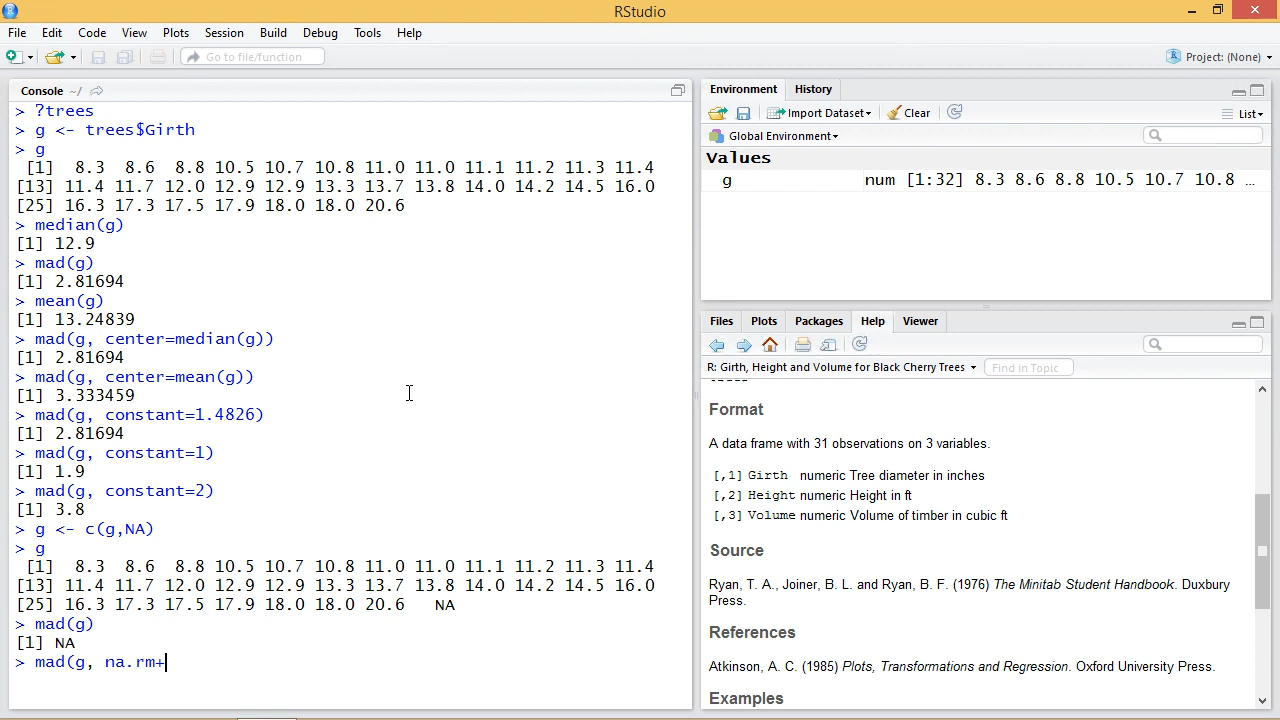 RStudio
File Edit Code View Plots Session Build Debug Tools Help
Go to file/function
Project: (None)
Console ~/
> ?trees
> g <- trees$Girth
> g
[1] 8.3 8.6 8.8 10.5 10.7 10.8 11.0 11.0 11.1 11.2 11.3 11.4
[13] 11.4 11.7 12.0 12.9 12.9 13.3 13.7 13.8 14.0 14.2 14.5 16.0
[25] 16.3 17.3 17.5 17.9 18.0 18.0 20.6
> median(g)
[1] 12.9
> mad(g)
[1] 2.81694
> mean(g)
[1] 13.24839
> mad(g, center=median(g))
[1] 2.81694
> mad(g, center=mean(g))
[1] 3.333459
> mad(g, constant=1.4826)
[1] 2.81694
> mad(g, constant=1)
[1] 1.9
> mad(g, constant=2)
[1] 3.8
> g <- c(g,NA)
> g
[1] 8.3 8.6 8.8 10.5 10.7 10.8 11.0 11.0 11.1 11.2 11.3 11.4
[13] 11.4 11.7 12.0 12.9 12.9 13.3 13.7 13.8 14.0 14.2 14.5 16.0
[25] 16.3 17.3 17.5 17.9 18.0 18.0 20.6 NA
> mad(g)
[1] NA
> mad(g, na.rm+
Environment History
Import Dataset Clear List
Global Environment
Values
g num [1:32] 8.3 8.6 8.8 10.5 10.7 10.8 ...
Files Plots Packages Help Viewer
R: Girth, Height and Volume for Black Cherry Trees Find in Topic
Format
A data frame with 31 observations on 3 variables.
[,1] Girth numeric Tree diameter in inches
[,2] Height numeric Height in ft
[,3] Volume numeric Volume of timber in cubic ft
Source
Ryan, T. A., Joiner, B. L. and Ryan, B. F. (1976) The Minitab Student Handbook. Duxbury
Press.
References
Atkinson, A. C. (1985) Plots, Transformations and Regression. Oxford University Press.
Examples